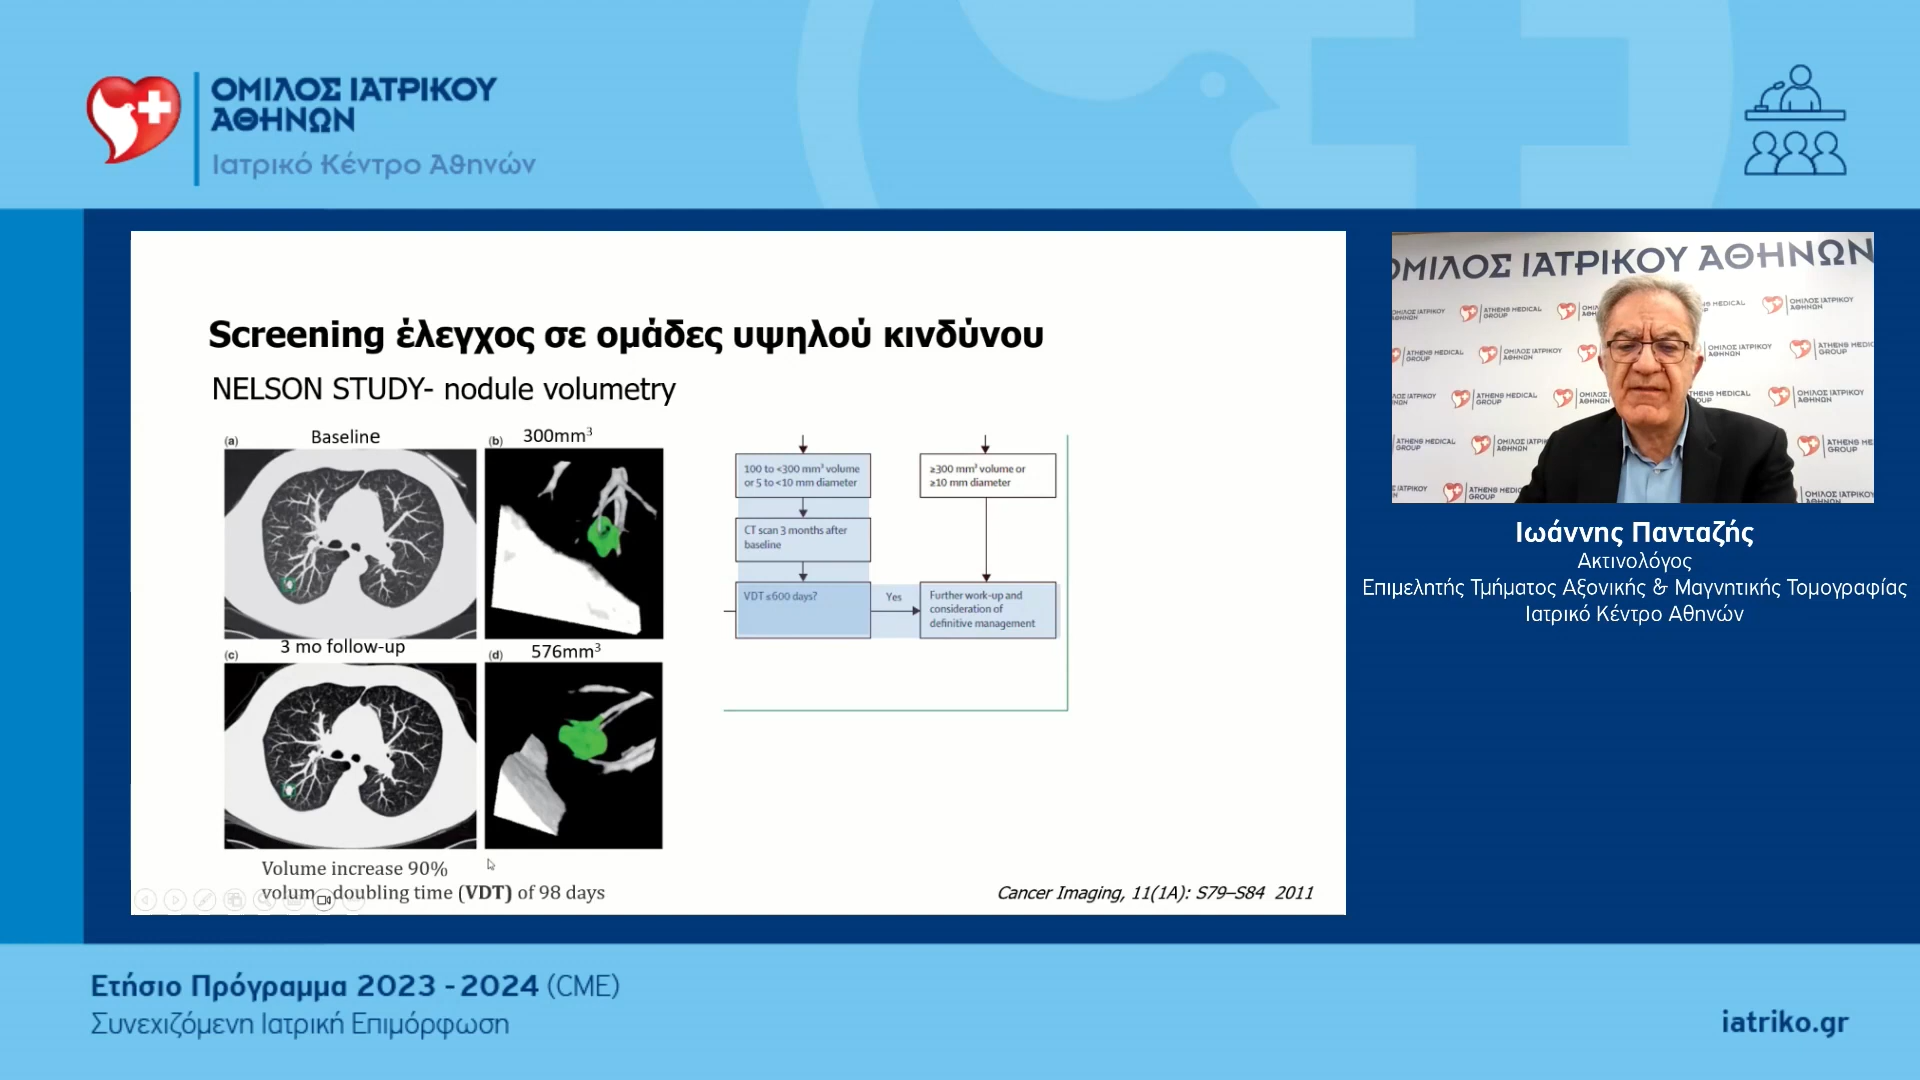 ΟΜΙΛΟΣ ΙΑΤΡΙΚΟΥ
ΑΘΗΝΩΝ
Ιατρικό Κέντρο Αθηνών
Screening έλεγχος σε ομάδες υψηλού κινδύνου
NELSON STUDY- nodule volumetry
(a)
Baseline
(b)
300mm³
(c)
3 mo follow-up
(d)
576mm³
Volume increase 90%
doubling time (VDT) of 98 days
100 to <300 mm³ volume
or 5 to <10 mm diameter
CT scan 3 months after
baseline
VDT ≤600 days?
Yes
≥300 mm³ volume or
≥10 mm diameter
Further work-up and
consideration of
definitive management
Cancer Imaging, 11(1A): S79–S84 2011
ΟΜΙΛΟΣ ΙΑΤΡΙΚΟΥ ΑΘΗΝΩΝ
ATHENS MEDICAL
GROUP
ΟΜΙΛΟΣ ΙΑΤΡΙΚΟΥ
ΑΘΗΝΩΝ
Ιωάννης Πανταζής
Ακτινολόγος
Επιμελητής Τμήματος Αξονικής & Μαγνητικής Τομογραφίας
Ιατρικό Κέντρο Αθηνών
Ετήσιο Πρόγραμμα 2023 - 2024 (CME)
Συνεχιζόμενη Ιατρική Επιμόρφωση
iatriko.gr